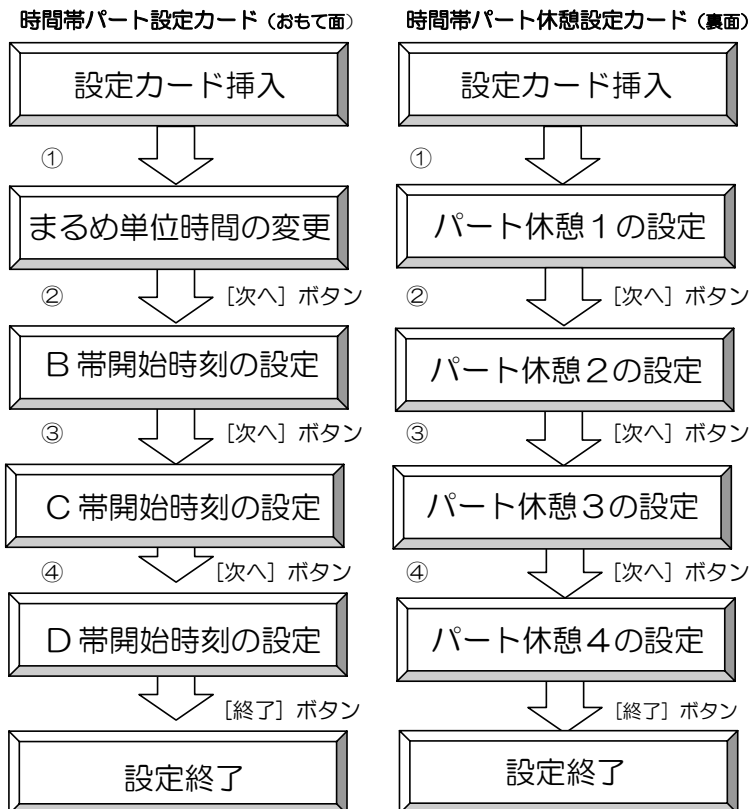 時間帯パート設定カード（おもて面）
設定カード挿入
①
まるめ単位時間の変更
② ［次へ］ボタン
B帯開始時刻の設定
③ ［次へ］ボタン
C帯開始時刻の設定
④ ［次へ］ボタン
D帯開始時刻の設定
［終了］ボタン
設定終了
時間帯パート休憩設定カード（裏面）
設定カード挿入
①
パート休憩１の設定
② ［次へ］ボタン
パート休憩２の設定
③ ［次へ］ボタン
パート休憩３の設定
④ ［次へ］ボタン
パート休憩４の設定
［終了］ボタン
設定終了